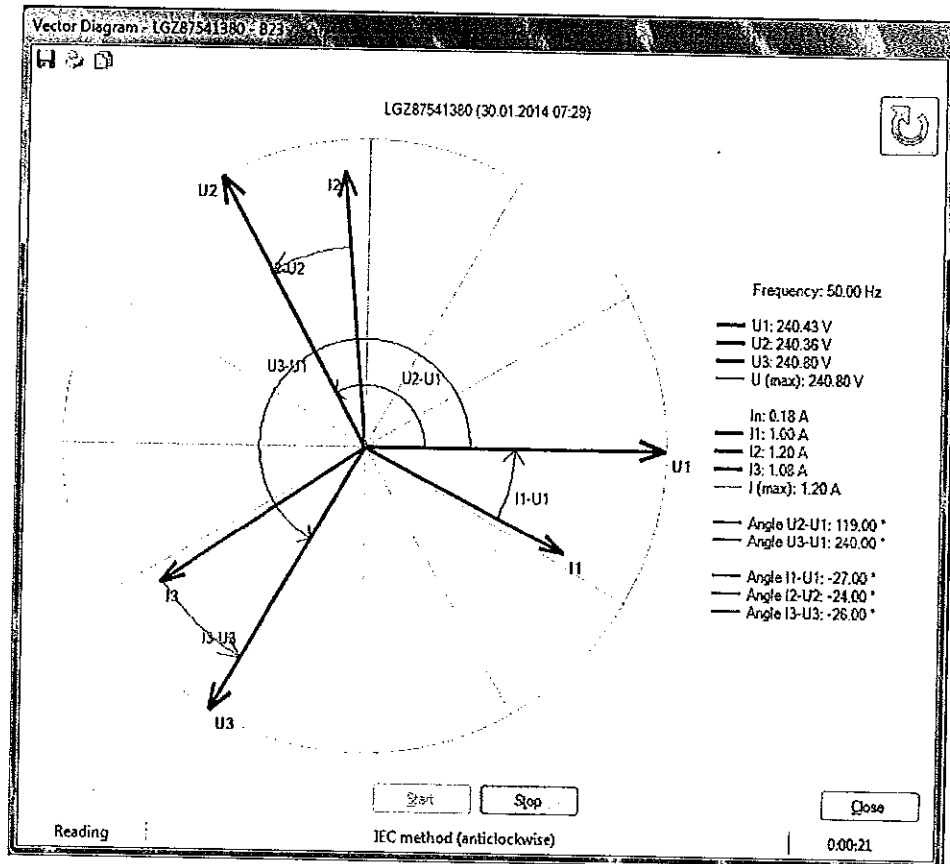 Vector Diagram - LGZ87541380 - B23
LGZ87541380 (30.01.2014 07:29)
U2
I2
2-U2
U3-U1
U2-U1
U1
I1-U1
I1
I3
I3-U3
U3
Frequency: 50.00 Hz
U1: 240.43 V
U2: 240.36 V
U3: 240.80 V
U (max): 240.80 V
In: 0.18 A
I1: 1.00 A
I2: 1.20 A
I3: 1.08 A
I (max): 1.20 A
Angle U2-U1: 119.00 °
Angle U3-U1: 240.00 °
Angle I1-U1: -27.00 °
Angle I2-U2: -24.00 °
Angle I3-U3: -26.00 °
Start
Stop
Close
Reading
IEC method (anticlockwise)
0:00:21